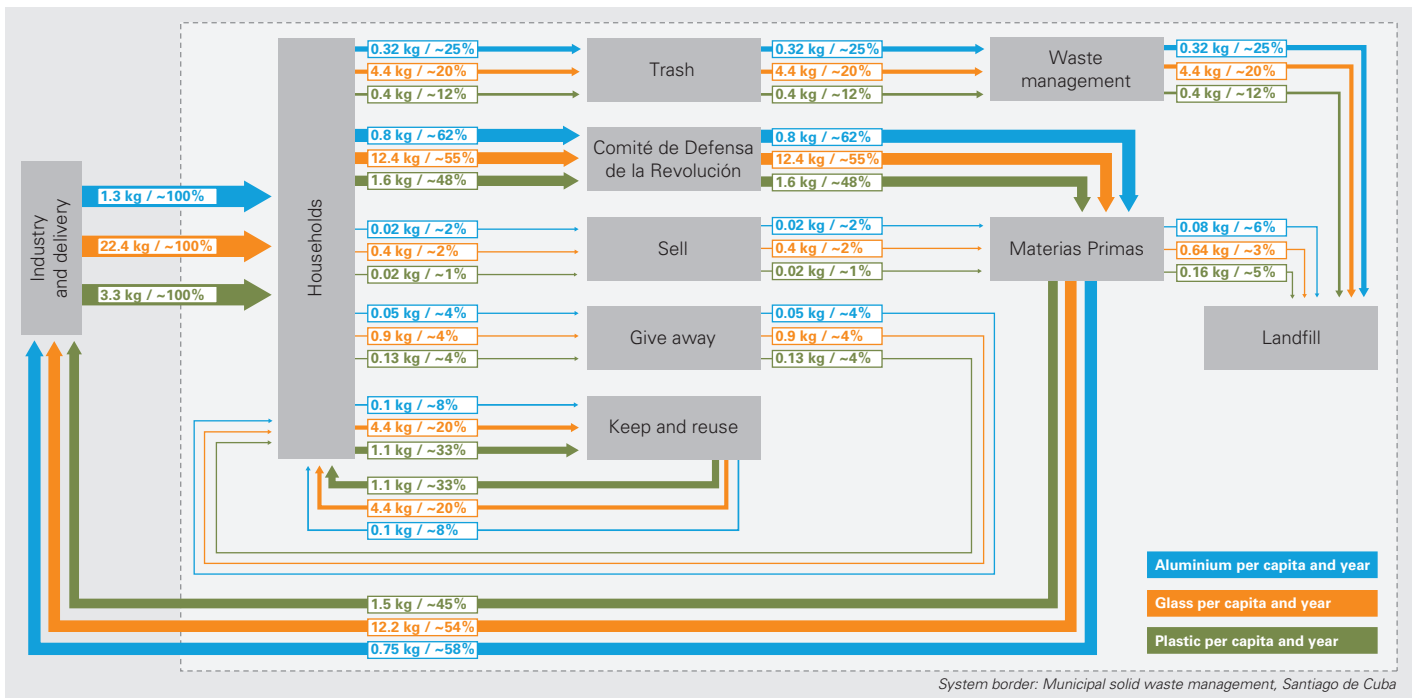 Industry
and delivery
1.3 kg / ~100%
22.4 kg / ~100%
3.3 kg / ~100%
Households
0.32 kg / ~25%
4.4 kg / ~20%
0.4 kg / ~12%
Trash
0.32 kg / ~25%
4.4 kg / ~20%
0.4 kg / ~12%
Waste
management
0.32 kg / ~25%
4.4 kg / ~20%
0.4 kg / ~12%
0.8 kg / ~62%
12.4 kg / ~55%
1.6 kg / ~48%
Comité de Defensa
de la Revolución
0.8 kg / ~62%
12.4 kg / ~55%
1.6 kg / ~48%
0.02 kg / ~2%
0.4 kg / ~2%
0.02 kg / ~1%
Sell
0.02 kg / ~2%
0.4 kg / ~2%
0.02 kg / ~1%
Materias Primas
0.08 kg / ~6%
0.64 kg / ~3%
0.16 kg / ~5%
Landfill
0.05 kg / ~4%
0.9 kg / ~4%
0.13 kg / ~4%
Give away
0.05 kg / ~4%
0.9 kg / ~4%
0.13 kg / ~4%
0.1 kg / ~8%
4.4 kg / ~20%
1.1 kg / ~33%
Keep and reuse
1.1 kg / ~33%
4.4 kg / ~20%
0.1 kg / ~8%
1.5 kg / ~45%
12.2 kg / ~54%
0.75 kg / ~58%
Aluminium per capita and year
Glass per capita and year
Plastic per capita and year
System border: Municipal solid waste management, Santiago de Cuba